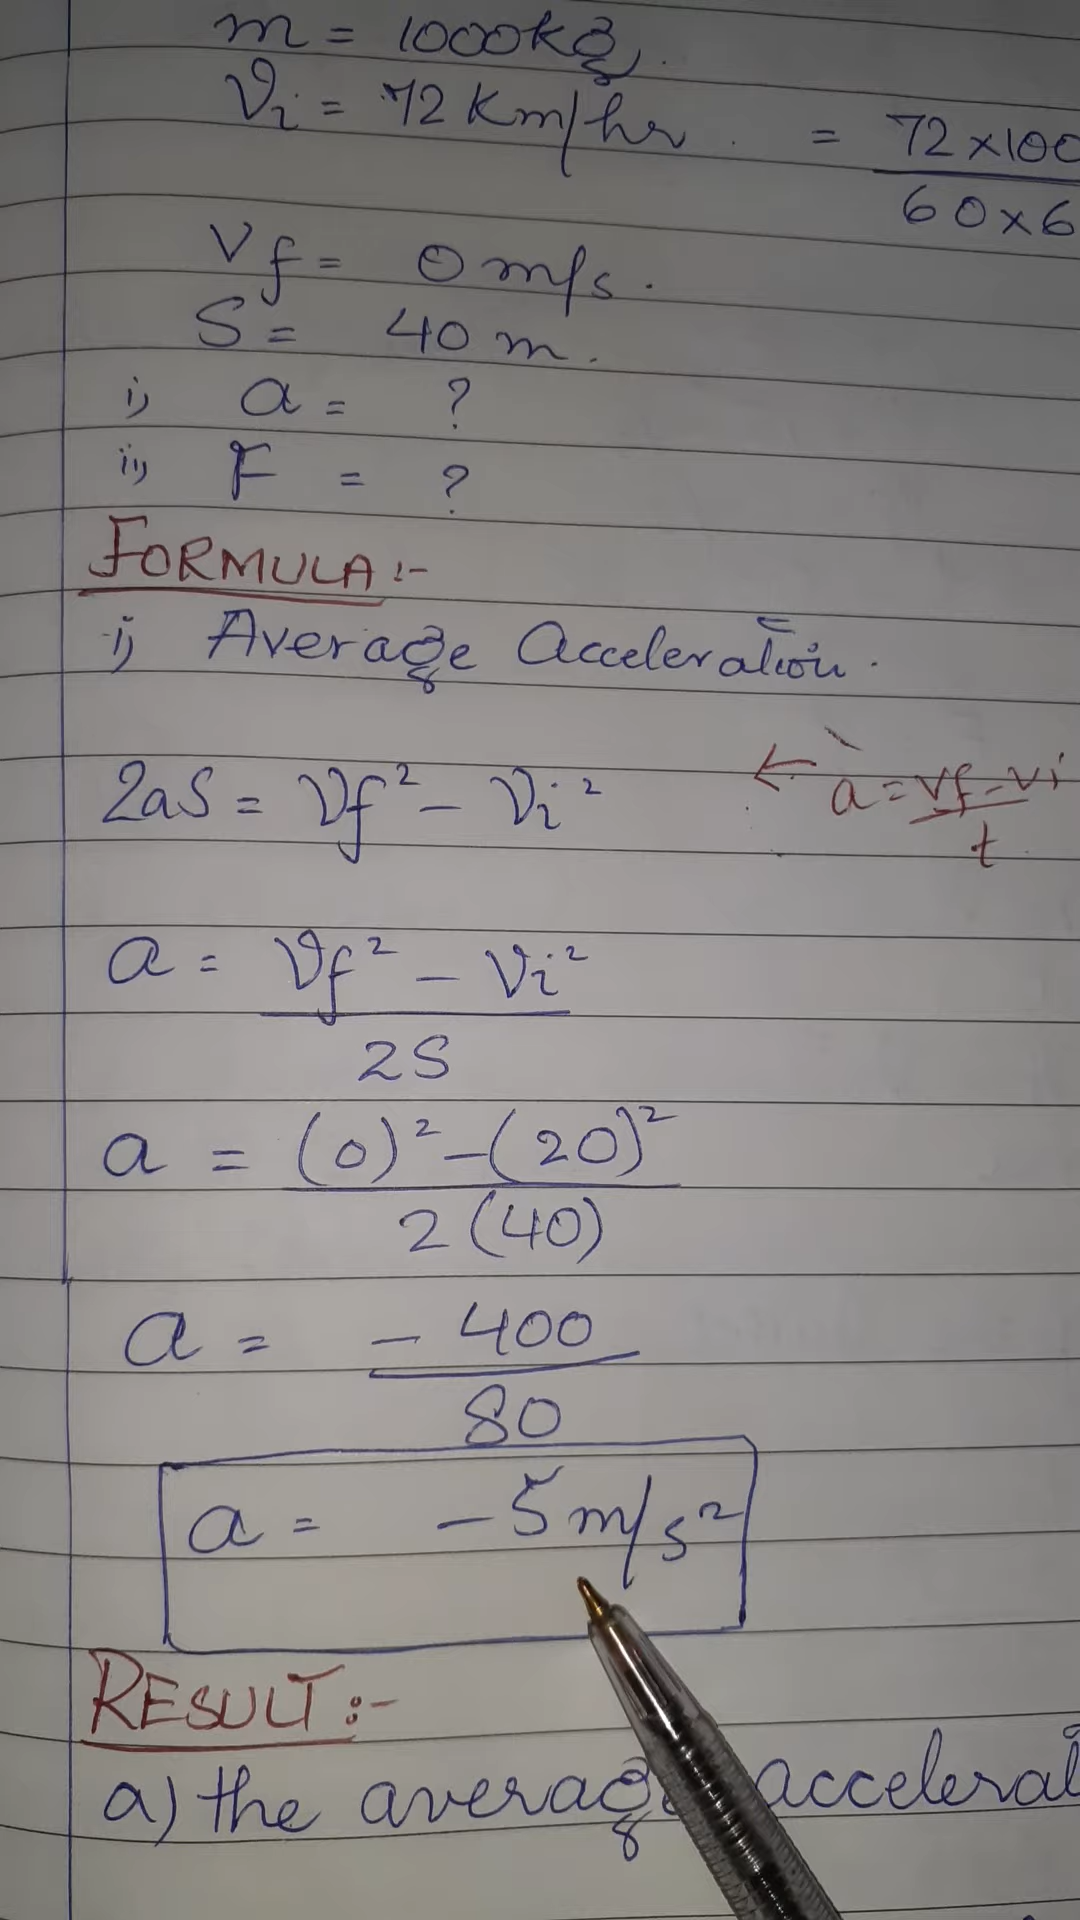 m = 1000kg.
Vi = 72 Km/hr. = 72×100
60×6
Vf = 0 m/s.
S = 40 m.
i) a = ?
ii) F = ?
FORMULA:-
i) Average Acceleration.
2aS = Vf² - Vi²
← a = Vf - Vi
t
a = Vf² - Vi²
2S
a = (0)² - (20)²
2(40)
a = - 400
80
a = - 5 m/s²
RESULT:-
a) the average accelerat